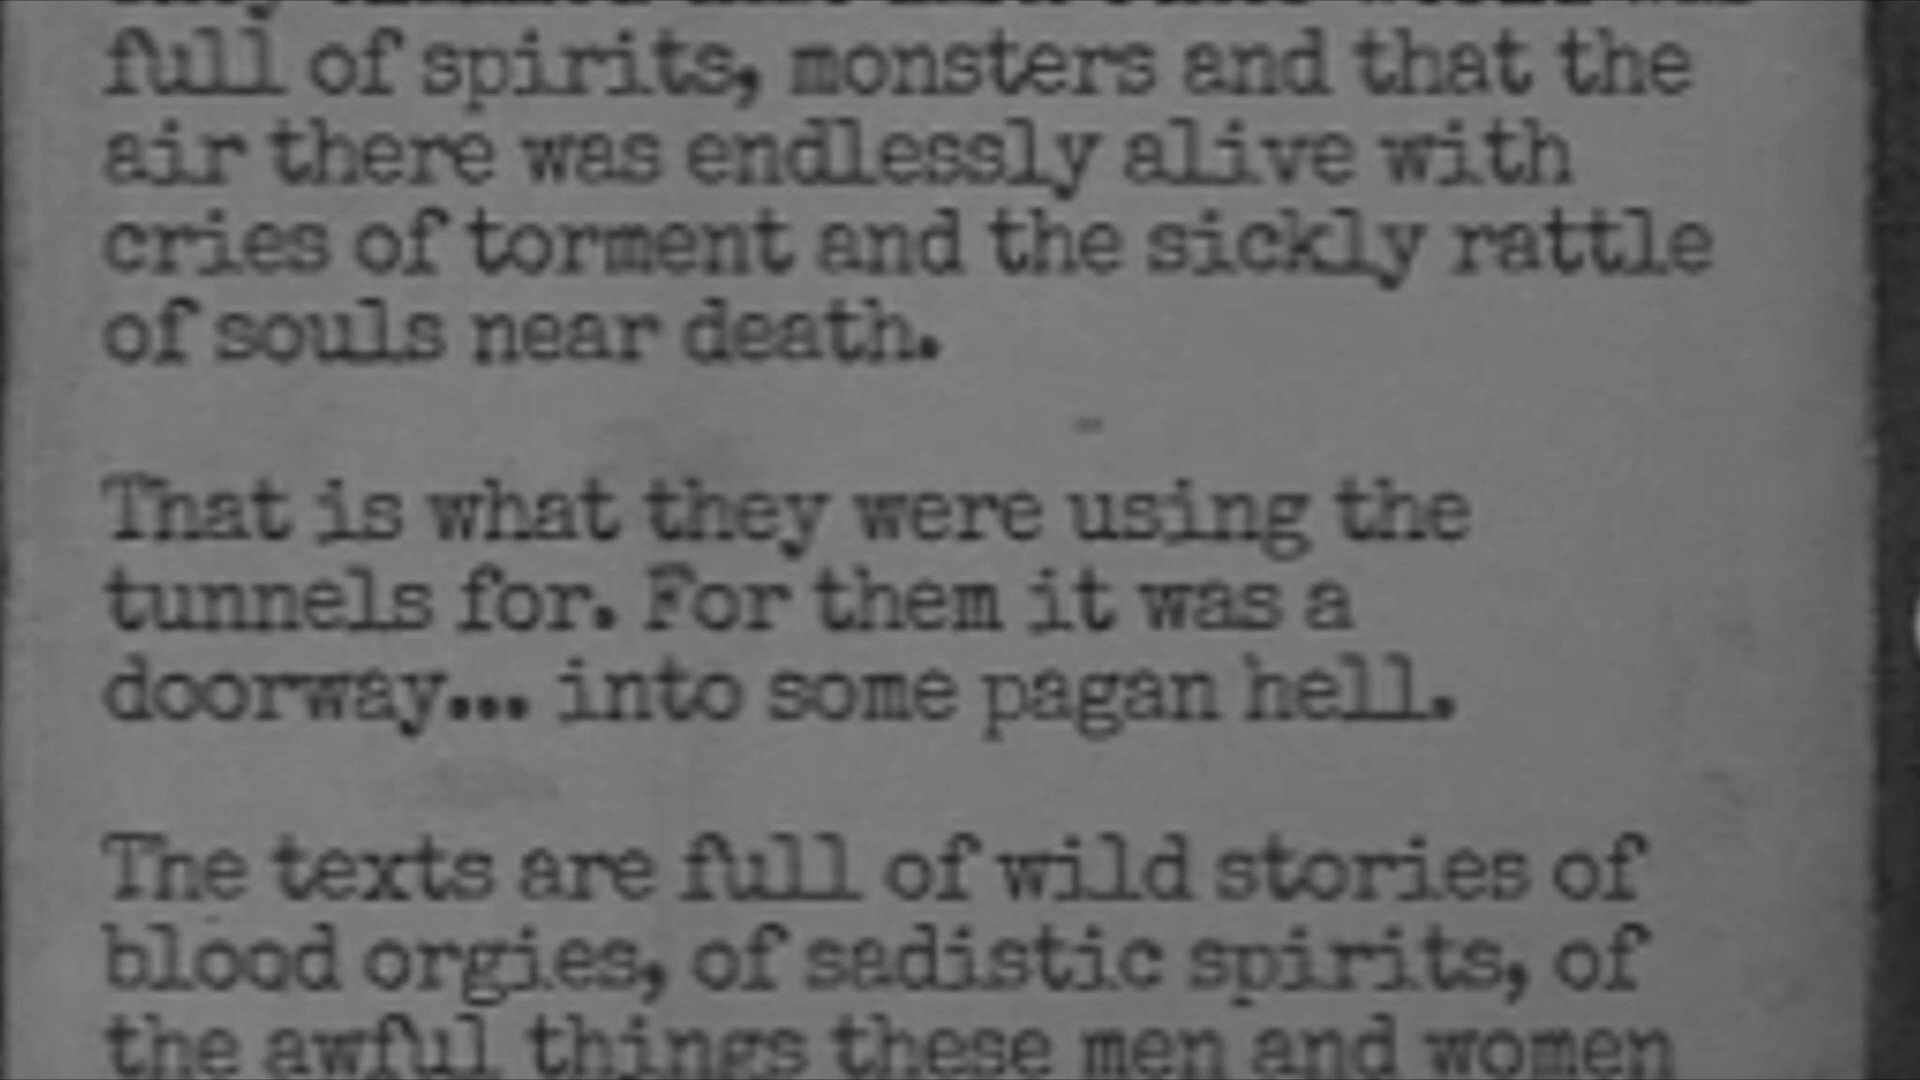 full of spirits, monsters and that the
air there was endlessly alive with
cries of torment and the sickly rattle
of souls near death.
That is what they were using the
tunnels for. For them it was a
doorway... into some pagan hell.
The texts are full of wild stories of
blood orgies, of sadistic spirits, of
the awful things these men and women